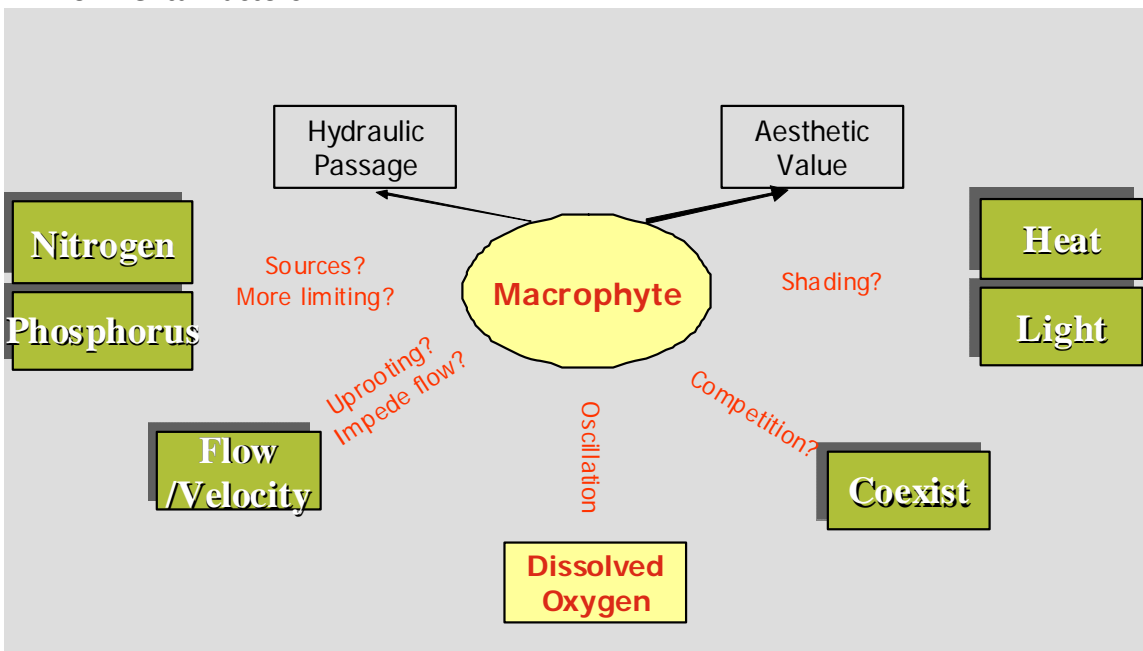 Hydraulic
Passage
Aesthetic
Value
Nitrogen
Phosphorus
Sources?
More limiting?
Macrophyte
Shading?
Heat
Light
Uprooting?
Impede flow?
Oscillation
Competition?
Flow
/Velocity
Coexist
Dissolved
Oxygen